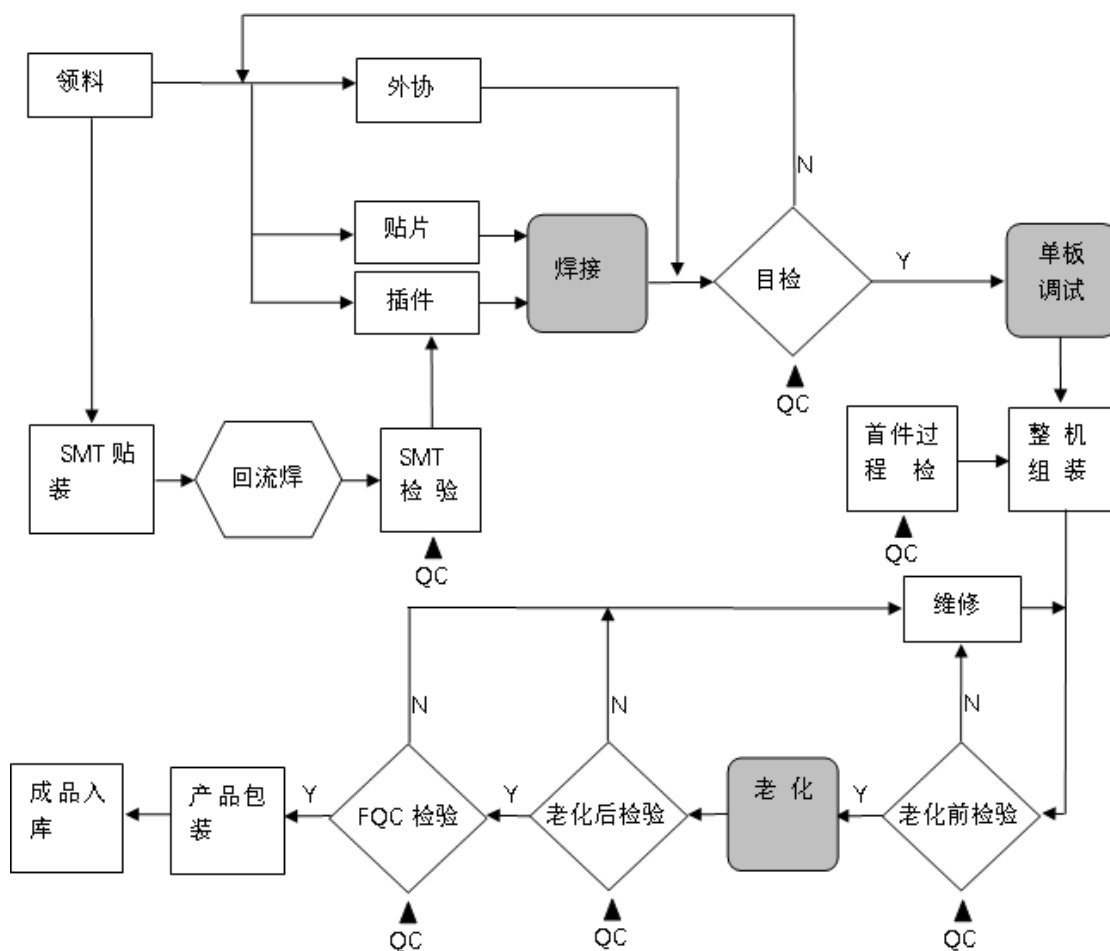 领料
外协
N
贴片
焊接
目检
Y
单板
调试
插件
QC
SMT 贴
装
回流焊
SMT
检 验
QC
首件过
程 检
QC
整 机
组 装
维修
N
N
N
成品入
库
产品包
装
Y
FQC 检验
Y
老化后检验
老 化
Y
老化前检验
QC
QC
QC